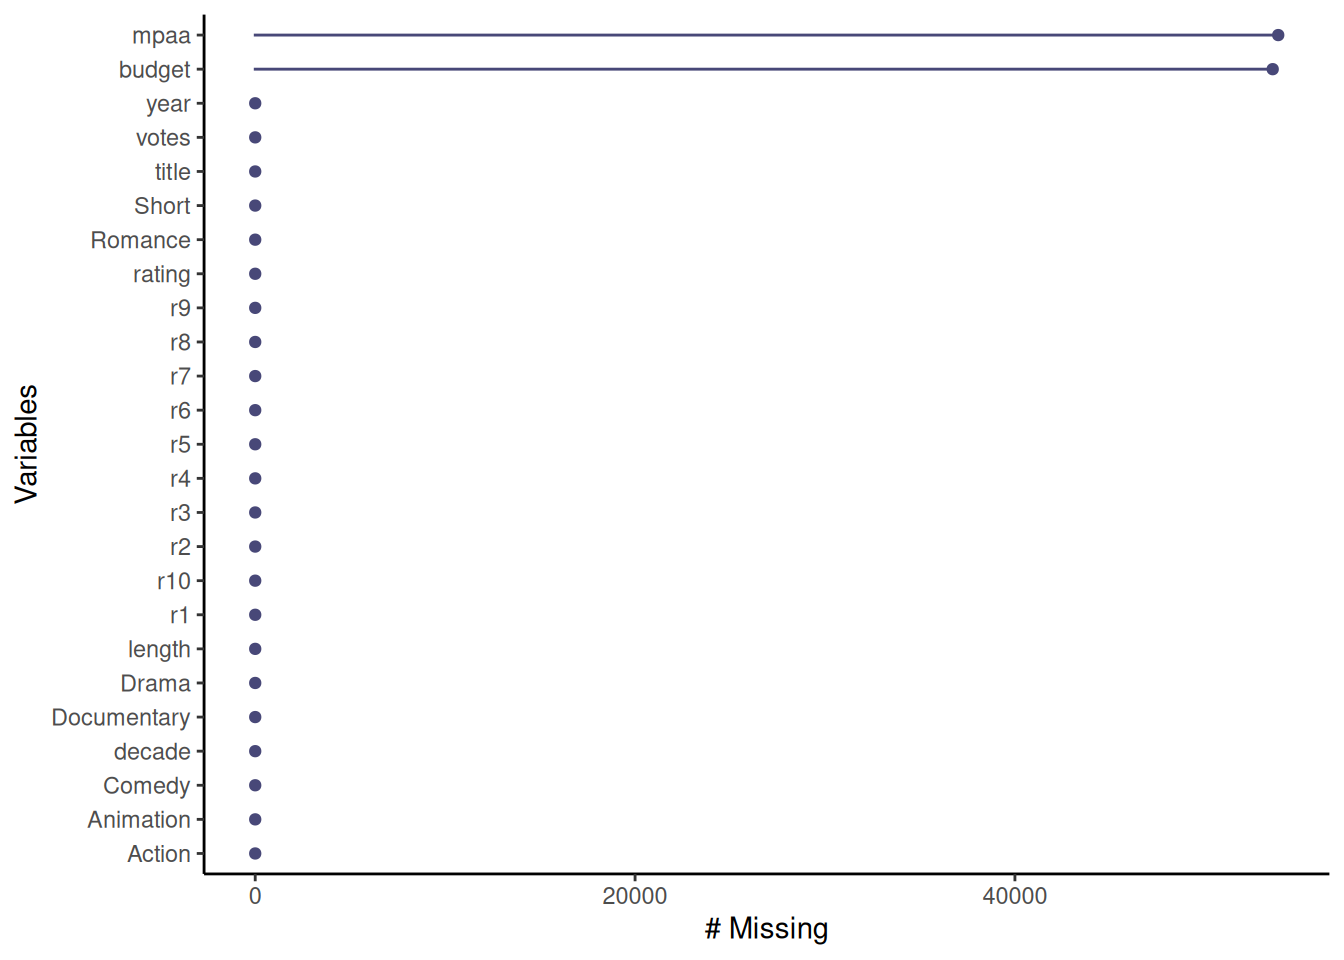 mpaa
budget
year
votes
title
Short
Romance
rating
r9
r8
r7
r6
r5
r4
r3
r2
r10
r1
length
Drama
Documentary
decade
Comedy
Animation
Action
Variables
0 20000 40000
# Missing